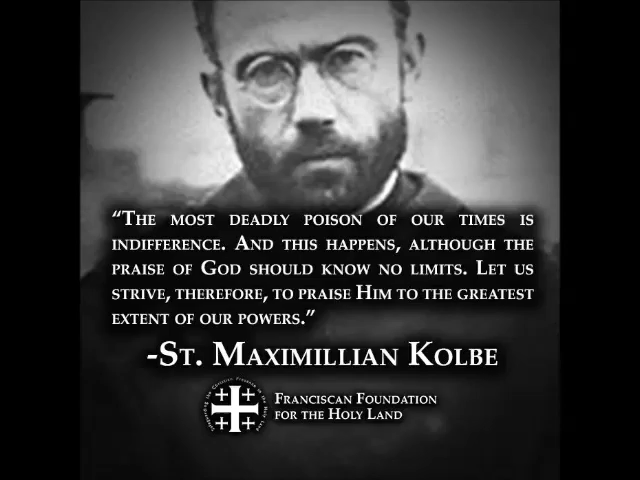 “The most deadly poison of our times is
indifference. And this happens, although the
praise of God should know no limits. Let us
strive, therefore, to praise Him to the greatest
extent of our powers.”
-St. Maximillian Kolbe
Franciscan Foundation
for the Holy Land